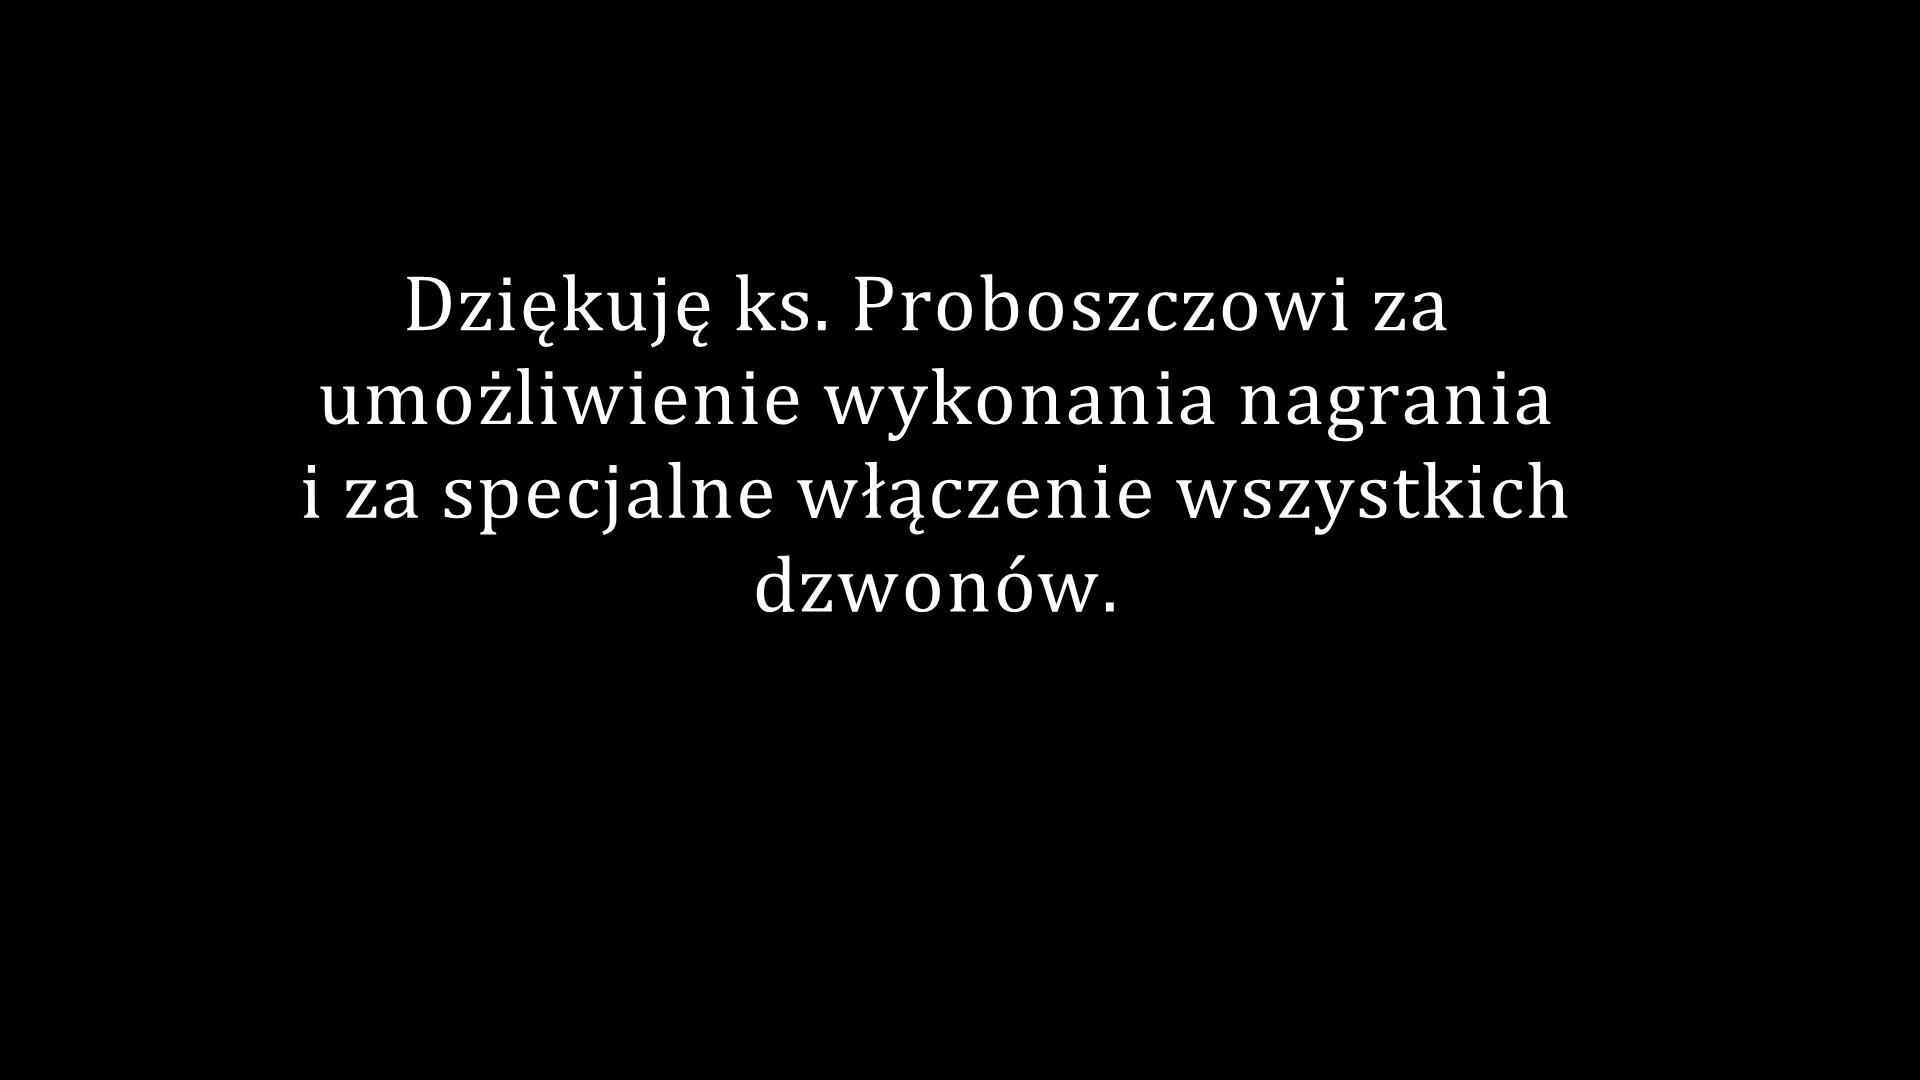 Dziękuję ks. Proboszczowi za
umożliwienie wykonania nagrania
i za specjalne włączenie wszystkich
dzwonów.